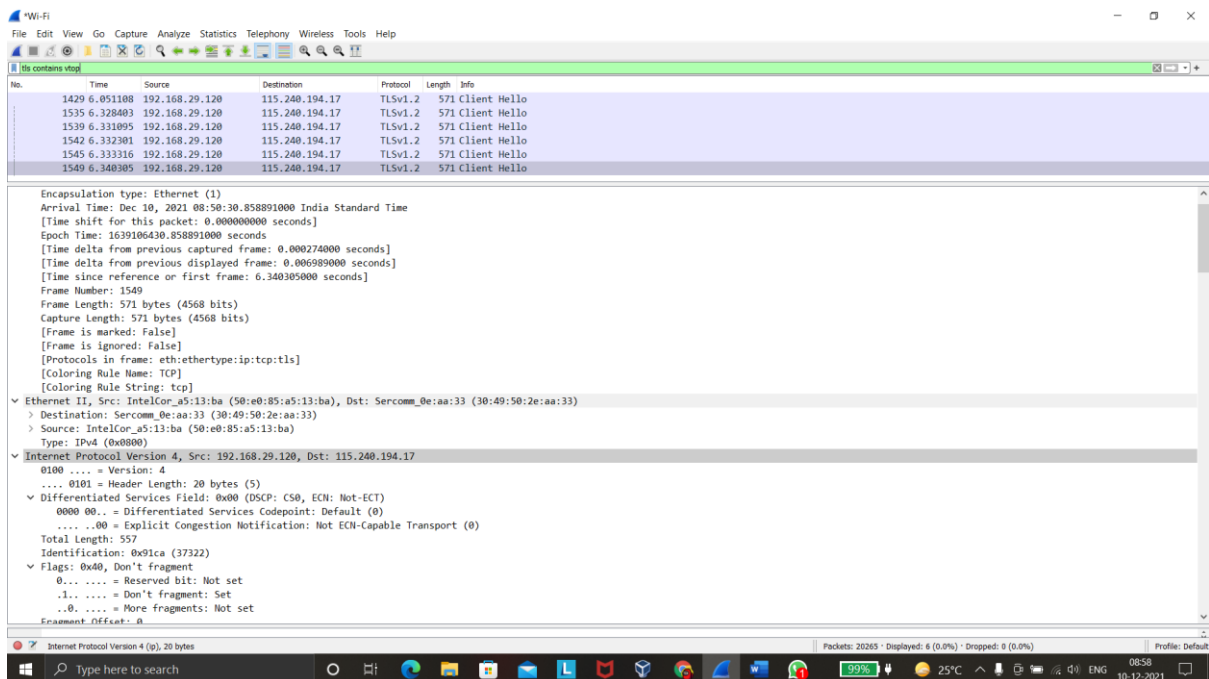 *Wi-Fi
File Edit View Go Capture Analyze Statistics Telephony Wireless Tools Help
tls contains vtop
No. Time Source Destination Protocol Length Info
1429 6.051108 192.168.29.120 115.240.194.17 TLSv1.2 571 Client Hello
1535 6.328403 192.168.29.120 115.240.194.17 TLSv1.2 571 Client Hello
1539 6.331095 192.168.29.120 115.240.194.17 TLSv1.2 571 Client Hello
1542 6.332301 192.168.29.120 115.240.194.17 TLSv1.2 571 Client Hello
1545 6.333316 192.168.29.120 115.240.194.17 TLSv1.2 571 Client Hello
1549 6.340305 192.168.29.120 115.240.194.17 TLSv1.2 571 Client Hello
Encapsulation type: Ethernet (1)
Arrival Time: Dec 10, 2021 08:50:30.858891000 India Standard Time
[Time shift for this packet: 0.000000000 seconds]
Epoch Time: 1639106430.858891000 seconds
[Time delta from previous captured frame: 0.000274000 seconds]
[Time delta from previous displayed frame: 0.006989000 seconds]
[Time since reference or first frame: 6.340305000 seconds]
Frame Number: 1549
Frame Length: 571 bytes (4568 bits)
Capture Length: 571 bytes (4568 bits)
[Frame is marked: False]
[Frame is ignored: False]
[Protocols in frame: eth:ethertype:ip:tcp:tls]
[Coloring Rule Name: TCP]
[Coloring Rule String: tcp]
Ethernet II, Src: IntelCor_a5:13:ba (50:e0:85:a5:13:ba), Dst: Sercomm_0e:aa:33 (30:49:50:2e:aa:33)
Destination: Sercomm_0e:aa:33 (30:49:50:2e:aa:33)
Source: IntelCor_a5:13:ba (50:e0:85:a5:13:ba)
Type: IPv4 (0x0800)
Internet Protocol Version 4, Src: 192.168.29.120, Dst: 115.240.194.17
0100 .... = Version: 4
.... 0101 = Header Length: 20 bytes (5)
Differentiated Services Field: 0x00 (DSCP: CS0, ECN: Not-ECT)
0000 00.. = Differentiated Services Codepoint: Default (0)
.... ..00 = Explicit Congestion Notification: Not ECN-Capable Transport (0)
Total Length: 557
Identification: 0x91ca (37322)
Flags: 0x40, Don't fragment
0... .... = Reserved bit: Not set
.1.. .... = Don't fragment: Set
..0. .... = More fragments: Not set
Fragment Offset: 0
Internet Protocol Version 4 (ip), 20 bytes
Packets: 20265 · Displayed: 6 (0.0%) · Dropped: 0 (0.0%)
Profile: Default
Type here to search
99%
25°C
ENG
08:58
10-12-2021